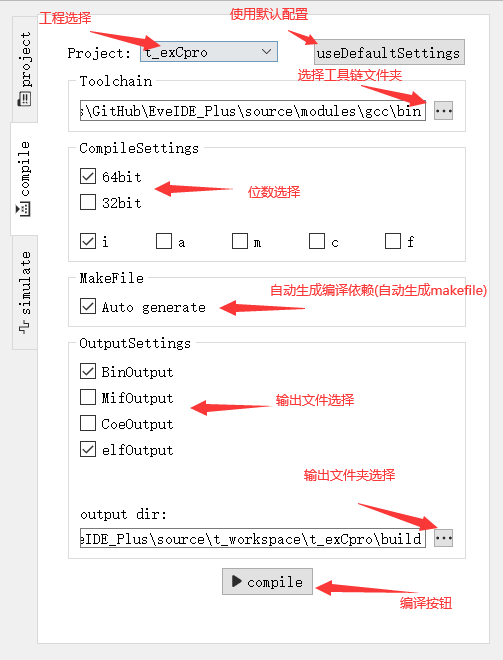 工程选择
使用默认配置
Project: t_exCpro
useDefaultSettings
project
compile
simulate
Toolchain
选择工具链文件夹
s\GitHub\EveIDE_Plus\source\modules\gcc\bin
...
CompileSettings
64bit
32bit
位数选择
i a m c f
MakeFile
自动生成编译依赖(自动生成makefile)
Auto generate
OutputSettings
BinOutput
MifOutput
CoeOutput
elfOutput
输出文件选择
输出文件夹选择
output dir:
eIDE_Plus\source\t_workspace\t_exCpro\build
...
compile
编译按钮